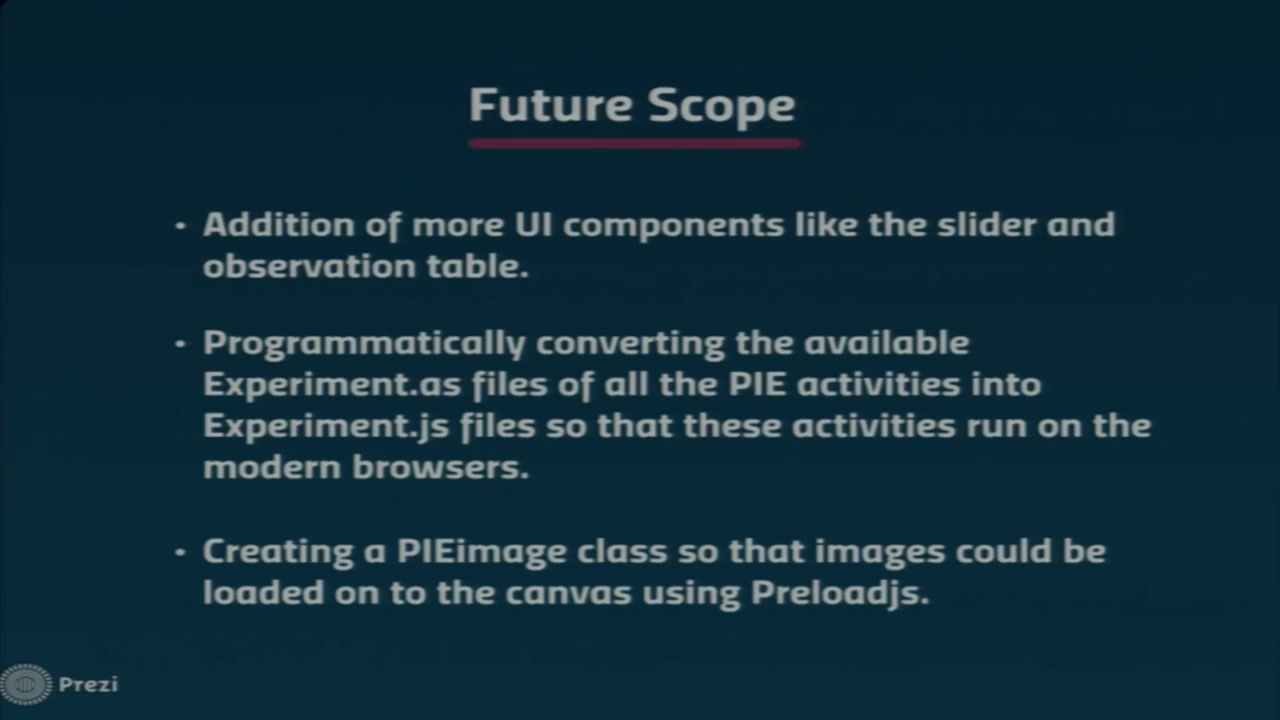 Future Scope
• Addition of more UI components like the slider and
observation table.
• Programmatically converting the available
Experiment.as files of all the PIE activities into
Experiment.js files so that these activities run on the
modern browsers.
• Creating a PIEimage class so that images could be
loaded on to the canvas using Preloadjs.
Prezi